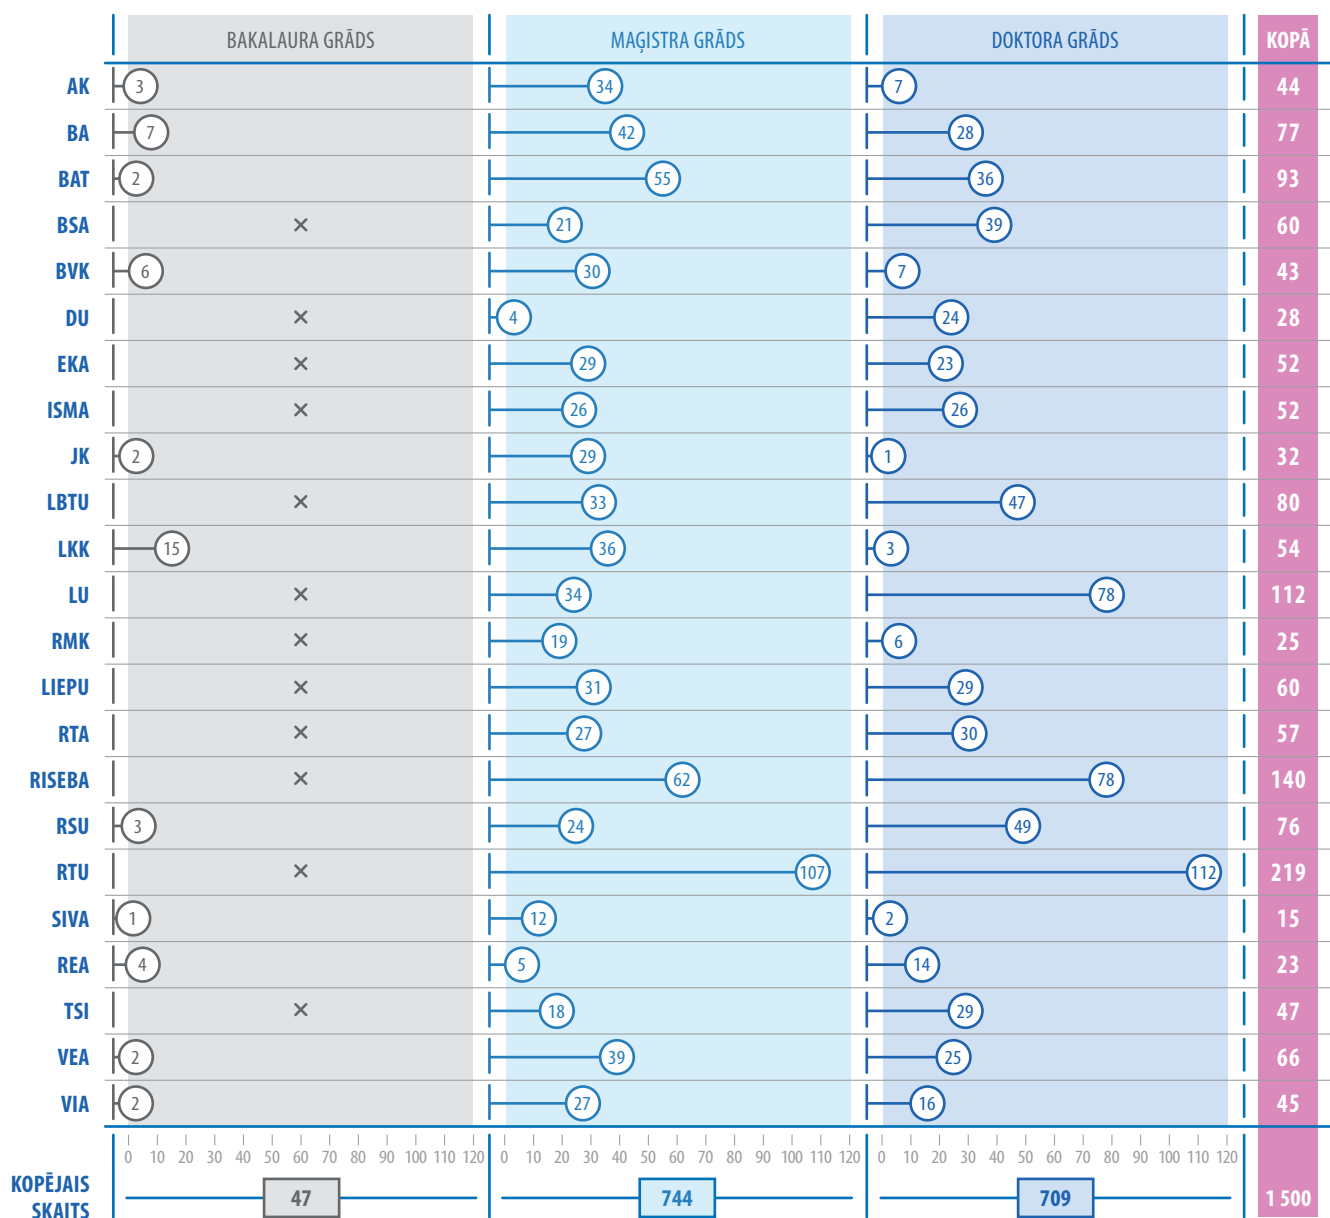 BAKALAURA GRĀDS MAĢISTRA GRĀDS DOKTORA GRĀDS KOPĀ
AK 3 34 7 44
BA 7 42 28 77
BAT 2 55 36 93
BSA × 21 39 60
BVK 6 30 7 43
DU × 4 24 28
EKA × 29 23 52
ISMA × 26 26 52
JK 2 29 1 32
LBTU × 33 47 80
LKK 15 36 3 54
LU × 34 78 112
RMK × 19 6 25
LIEPU × 31 29 60
RTA × 27 30 57
RISEBA × 62 78 140
RSU 3 24 49 76
RTU × 107 112 219
SIVA 1 12 2 15
REA 4 5 14 23
TSI × 18 29 47
VEA 2 39 25 66
VIA 2 27 16 45
0 10 20 30 40 50 60 70 80 90 100 110 120 0 10 20 30 40 50 60 70 80 90 100 110 120 0 10 20 30 40 50 60 70 80 90 100 110 120
KOPĒJAIS
SKAITS 47 744 709 1 500